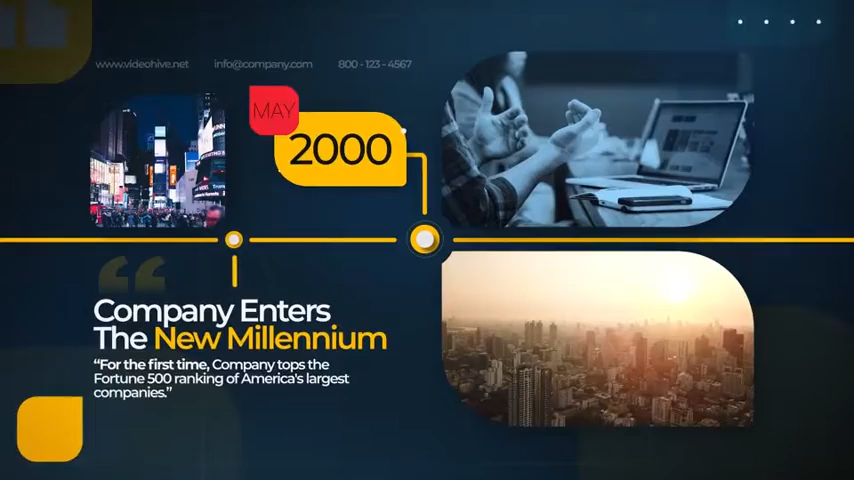 www.videohive.net info@company.com 800 - 123 - 4567
MAY
2000
Company Enters
The New Millennium
“For the first time, Company tops the
Fortune 500 ranking of America's largest
companies.”